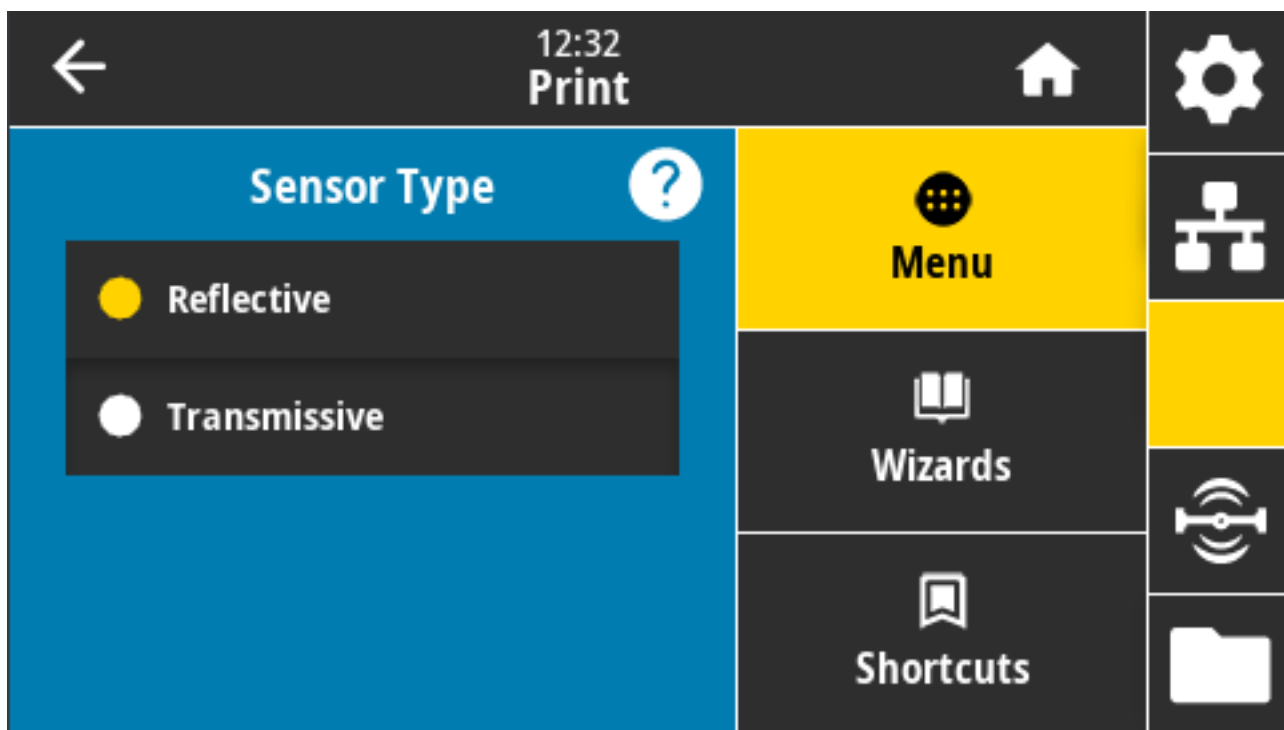 12:32
Print
Sensor Type
?
Reflective
Transmissive
Menu
Wizards
Shortcuts